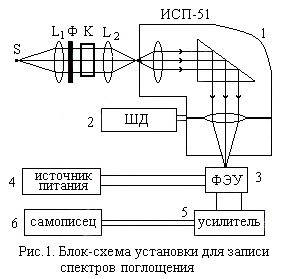 ИСП-51
S L1 Ф К L2 1
2 ШД
4 источник питания ФЭУ 3
6 самописец 5 усилитель
Рис.1. Блок-схема установки для записи
спектров поглощения